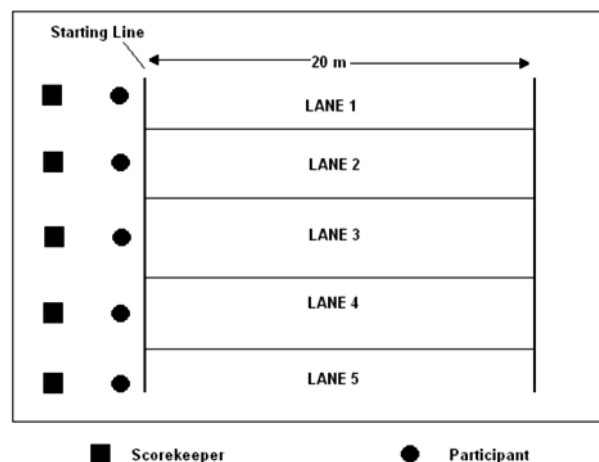 Starting Line
20 m
LANE 1
LANE 2
LANE 3
LANE 4
LANE 5
Scorekeeper
Participant